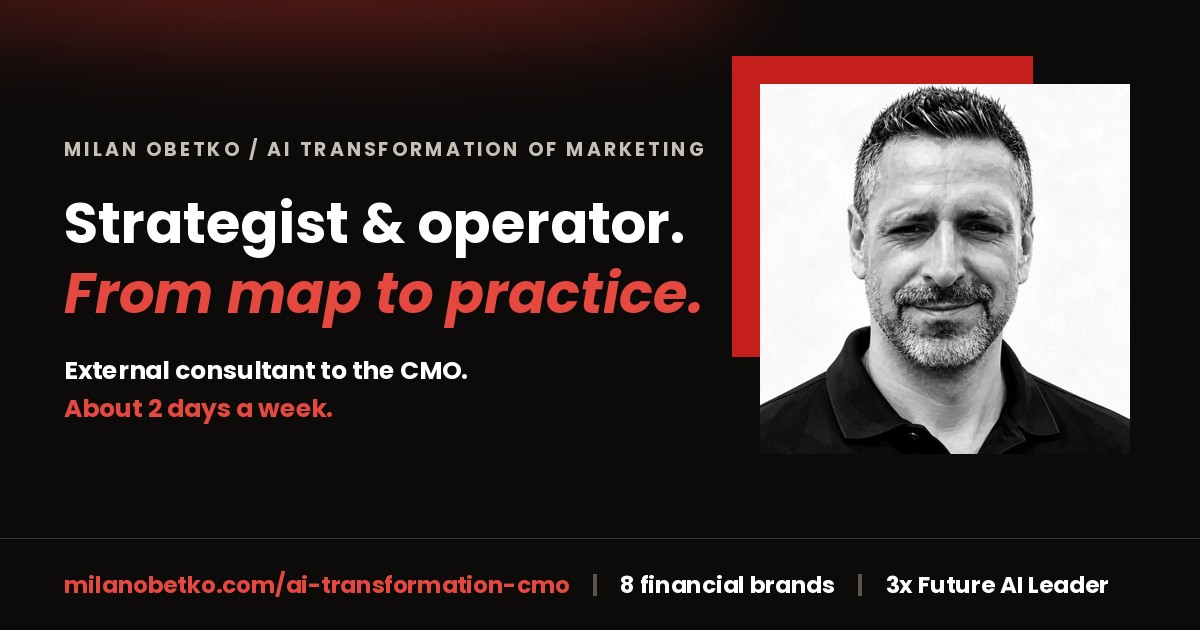 MILAN OBETKO / AI TRANSFORMATION OF MARKETING
Strategist & operator.
From map to practice.
External consultant to the CMO.
About 2 days a week.
milanobetko.com/ai-transformation-cmo | 8 financial brands | 3x Future AI Leader